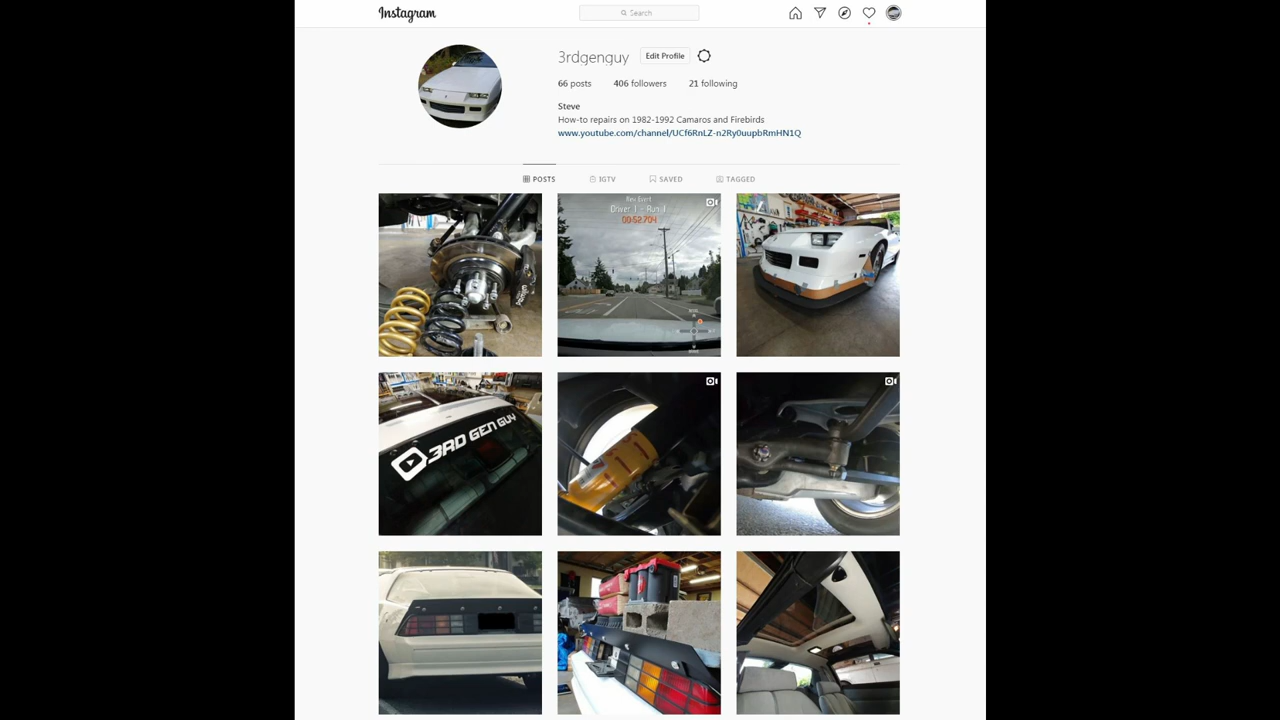 Instagram
Search
3rdgenguy
Edit Profile
66 posts 406 followers 21 following
Steve
How-to repairs on 1982-1992 Camaros and Firebirds
www.youtube.com/channel/UCf6RnLZ-n2Ry0uupbRmHN1Q
POSTS IGTV SAVED TAGGED
Driver 1 - Run 1
00:52.704
3RD GEN GUY